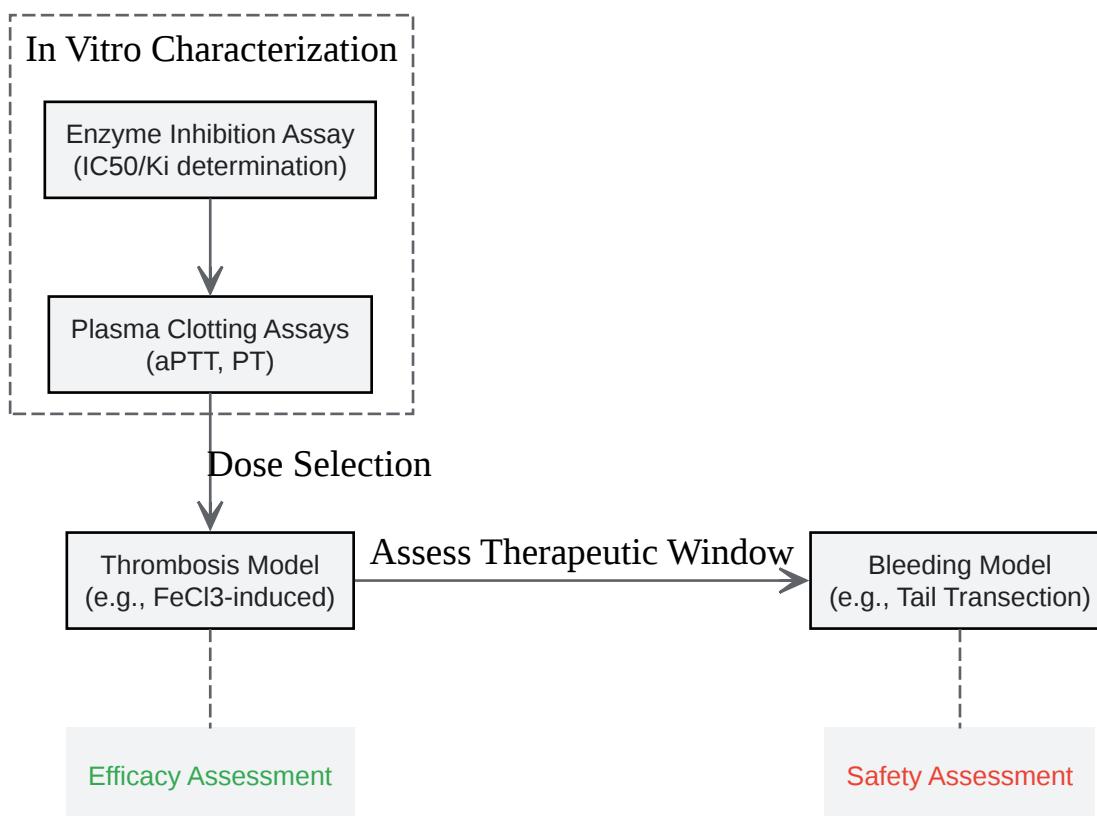 In Vitro Characterization
Enzyme Inhibition Assay
(IC50/Ki determination)
Plasma Clotting Assays
(aPTT, PT)
Dose Selection
Thrombosis Model
(e.g., FeCl3-induced)
Assess Therapeutic Window
Bleeding Model
(e.g., Tail Transection)
Efficacy Assessment
Safety Assessment